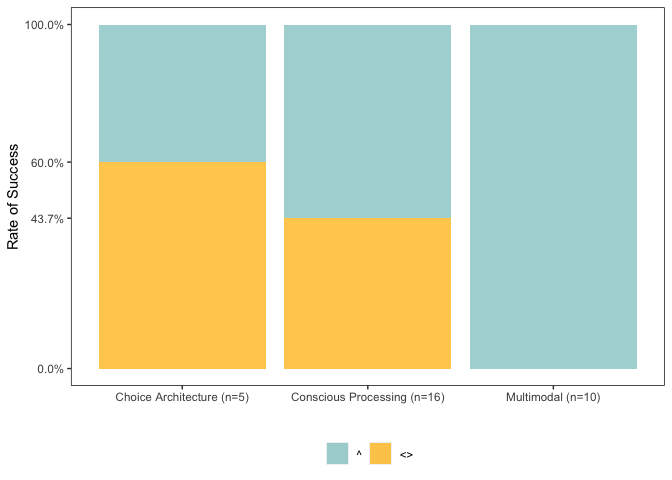 100.0%
60.0%
43.7%
0.0%
Rate of Success
Choice Architecture (n=5) Conscious Processing (n=16) Multimodal (n=10)
^ <>